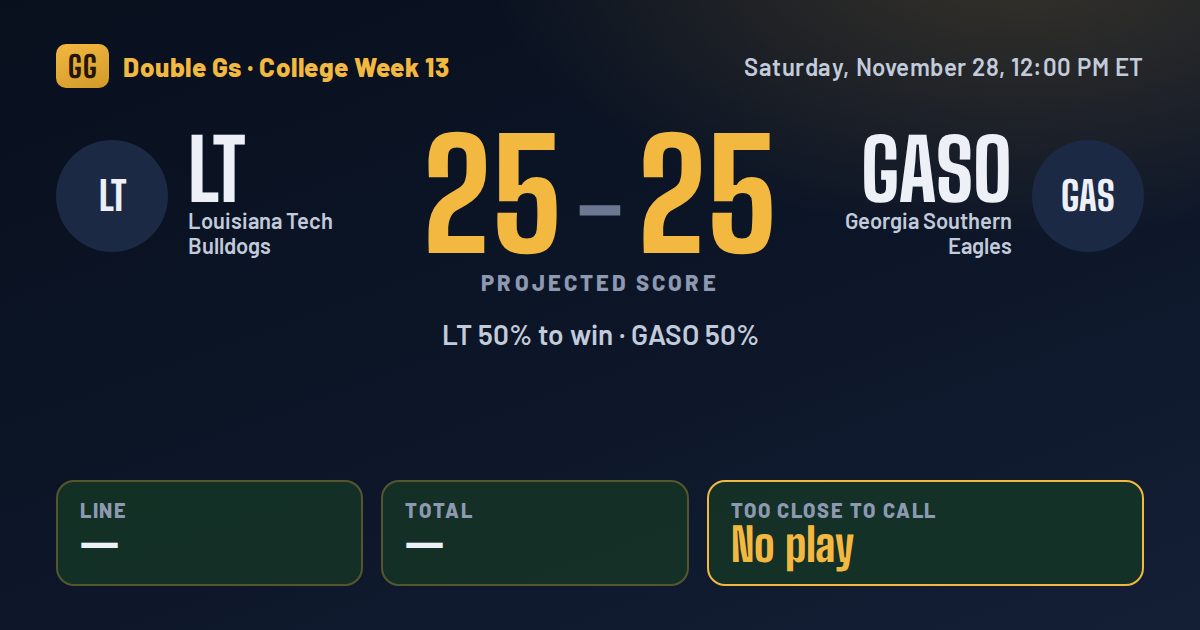 GG Double Gs · College Week 13
Saturday, November 28, 12:00 PM ET
LT
LT
Louisiana Tech
Bulldogs
25 – 25
PROJECTED SCORE
LT 50% to win · GASO 50%
GASO
Georgia Southern
Eagles
GAS
LINE
—
TOTAL
—
TOO CLOSE TO CALL
No play